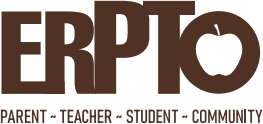 ERPTO
PARENT ~ TEACHER ~ STUDENT ~ COMMUNITY